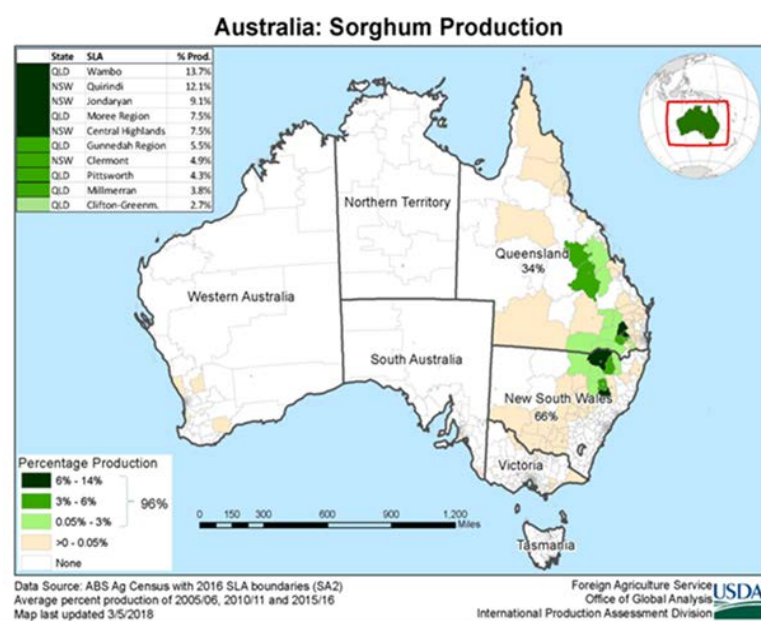 Australia: Sorghum Production
State SLA % Prod.
QLD Wambo 13.7%
NSW Quirindi 12.1%
NSW Jondaryan 9.1%
QLD Moree Region 7.5%
NSW Central Highlands 7.5%
QLD Gunnedah Region 5.5%
NSW Clermont 4.9%
QLD Pittsworth 4.3%
QLD Millmerran 3.8%
QLD Clifton-Greenm. 2.7%
Northern Territory
Queensland
34%
Western Australia
South Australia
New South Wales
66%
Victoria
Tasmania
Percentage Production
6% - 14%
3% - 6%
0.05% - 3%
96%
>0 - 0.05%
None
0 150 300 600 900 1,200
Miles
Data Source: ABS Ag Census with 2016 SLA boundaries (SA2)
Average percent production of 2005/06, 2010/11 and 2015/16
Map last updated 3/5/2018
Foreign Agriculture Service
Office of Global Analysis
International Production Assessment Division
USDA